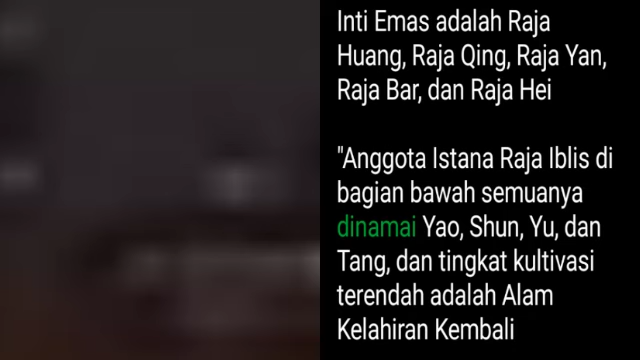 Inti Emas adalah Raja
Huang, Raja Qing, Raja Yan,
Raja Bar, dan Raja Hei
"Anggota Istana Raja Iblis di
bagian bawah semuanya
dinamai Yao, Shun, Yu, dan
Tang, dan tingkat kultivasi
terendah adalah Alam
Kelahiran Kembali